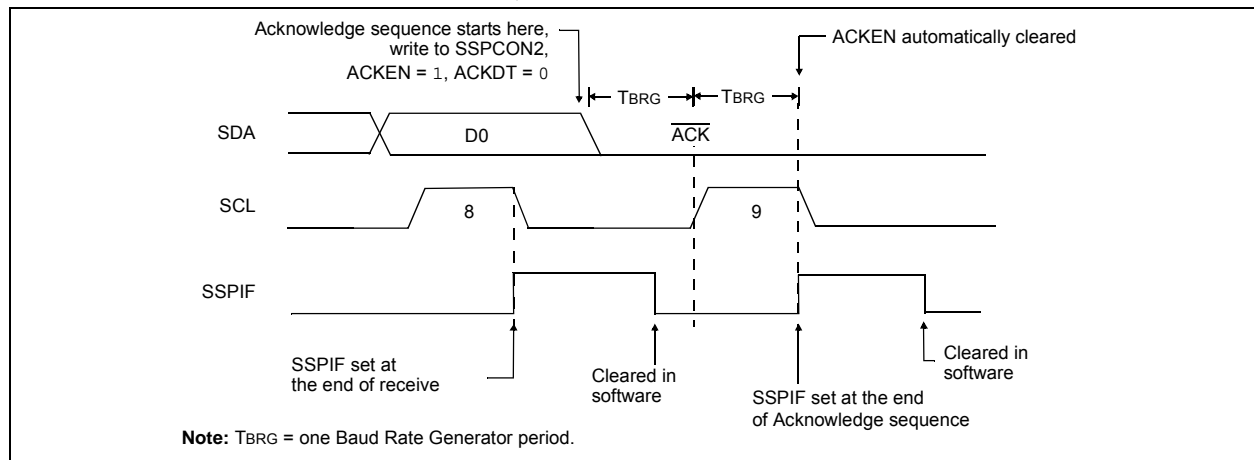 Acknowledge sequence starts here,
write to SSPCON2,
ACKEN = 1, ACKDT = 0
ACKEN automatically cleared
TBRG
TBRG
SDA
D0
ACK
SCL
8
9
SSPIF
SSPIF set at
the end of receive
Cleared in
software
SSPIF set at the end
of Acknowledge sequence
Cleared in
software
Note: TBRG = one Baud Rate Generator period.